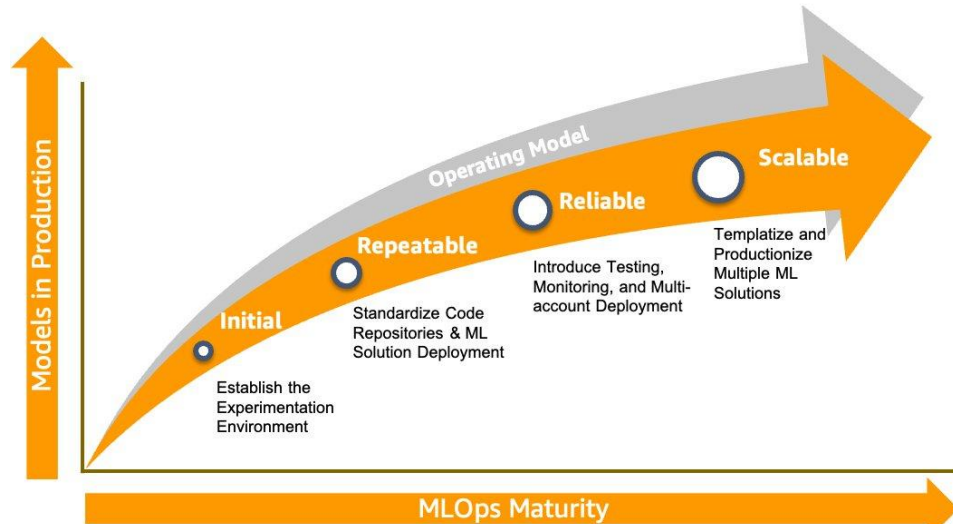 Models in Production
Operating Model
Initial
Establish the
Experimentation
Environment
Repeatable
Standardize Code
Repositories & ML
Solution Deployment
Reliable
Introduce Testing,
Monitoring, and Multi-
account Deployment
Scalable
Templatize and
Productionize
Multiple ML
Solutions
MLOps Maturity